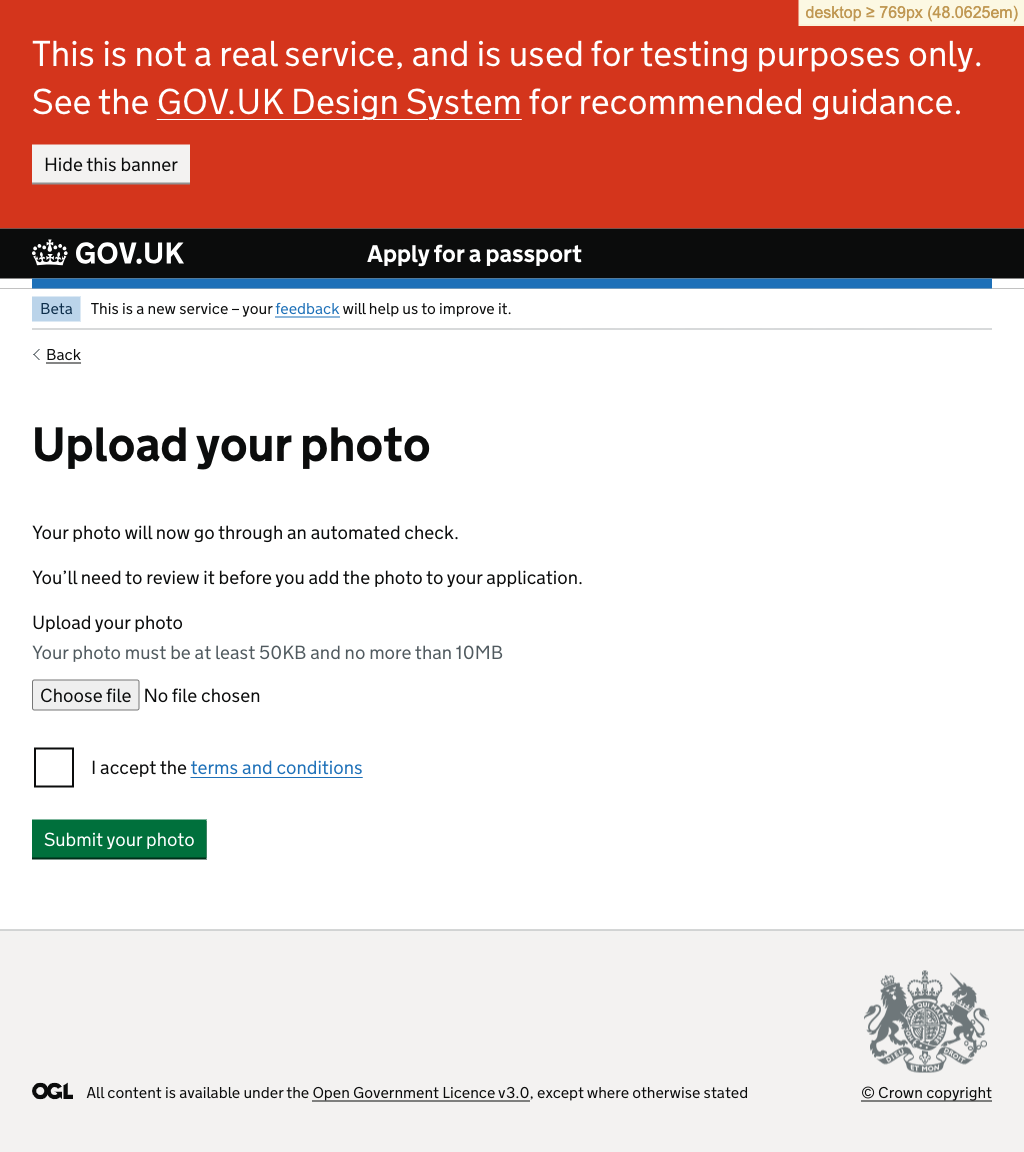 desktop ≥ 769px (48.0625em)
This is not a real service, and is used for testing purposes only.
See the GOV.UK Design System for recommended guidance.
Hide this banner
GOV.UK Apply for a passport
Beta This is a new service – your feedback will help us to improve it.
Back
Upload your photo
Your photo will now go through an automated check.
You’ll need to review it before you add the photo to your application.
Upload your photo
Your photo must be at least 50KB and no more than 10MB
Choose file No file chosen
I accept the terms and conditions
Submit your photo
DIEU ET MON DROIT
OGL All content is available under the Open Government Licence v3.0, except where otherwise stated
© Crown copyright